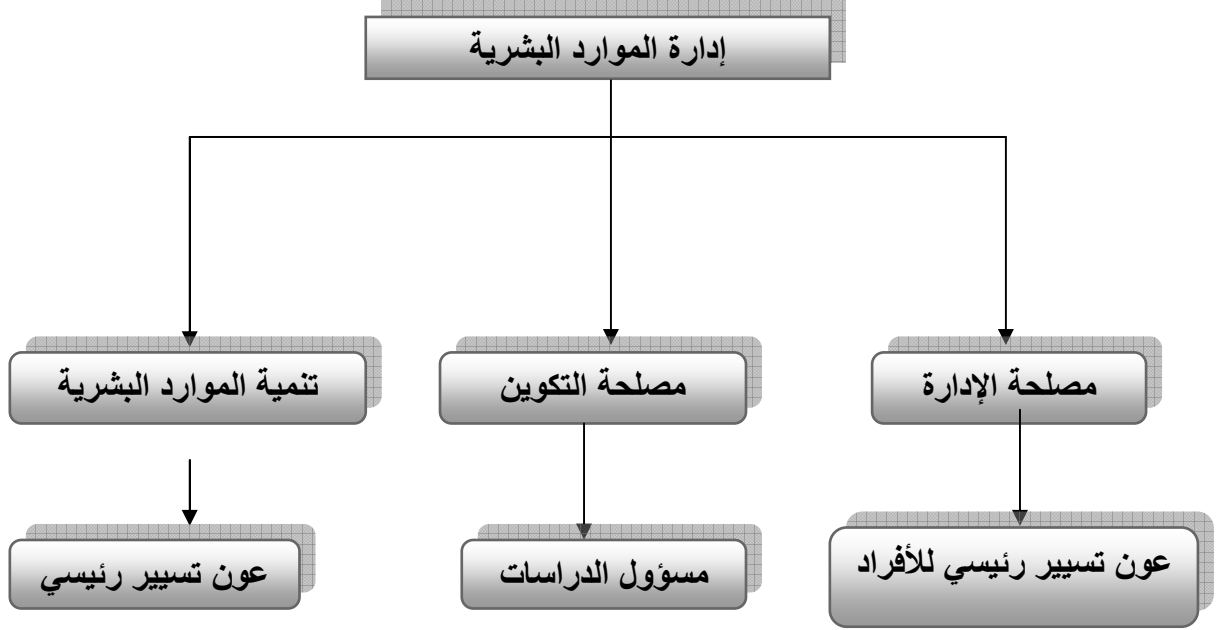 إدارة الموارد البشرية
مصلحة الإدارة
مصلحة التكوين
تنمية الموارد البشرية
عون تسيير رئيسي للأفراد
مسؤول الدراسات
عون تسيير رئيسي